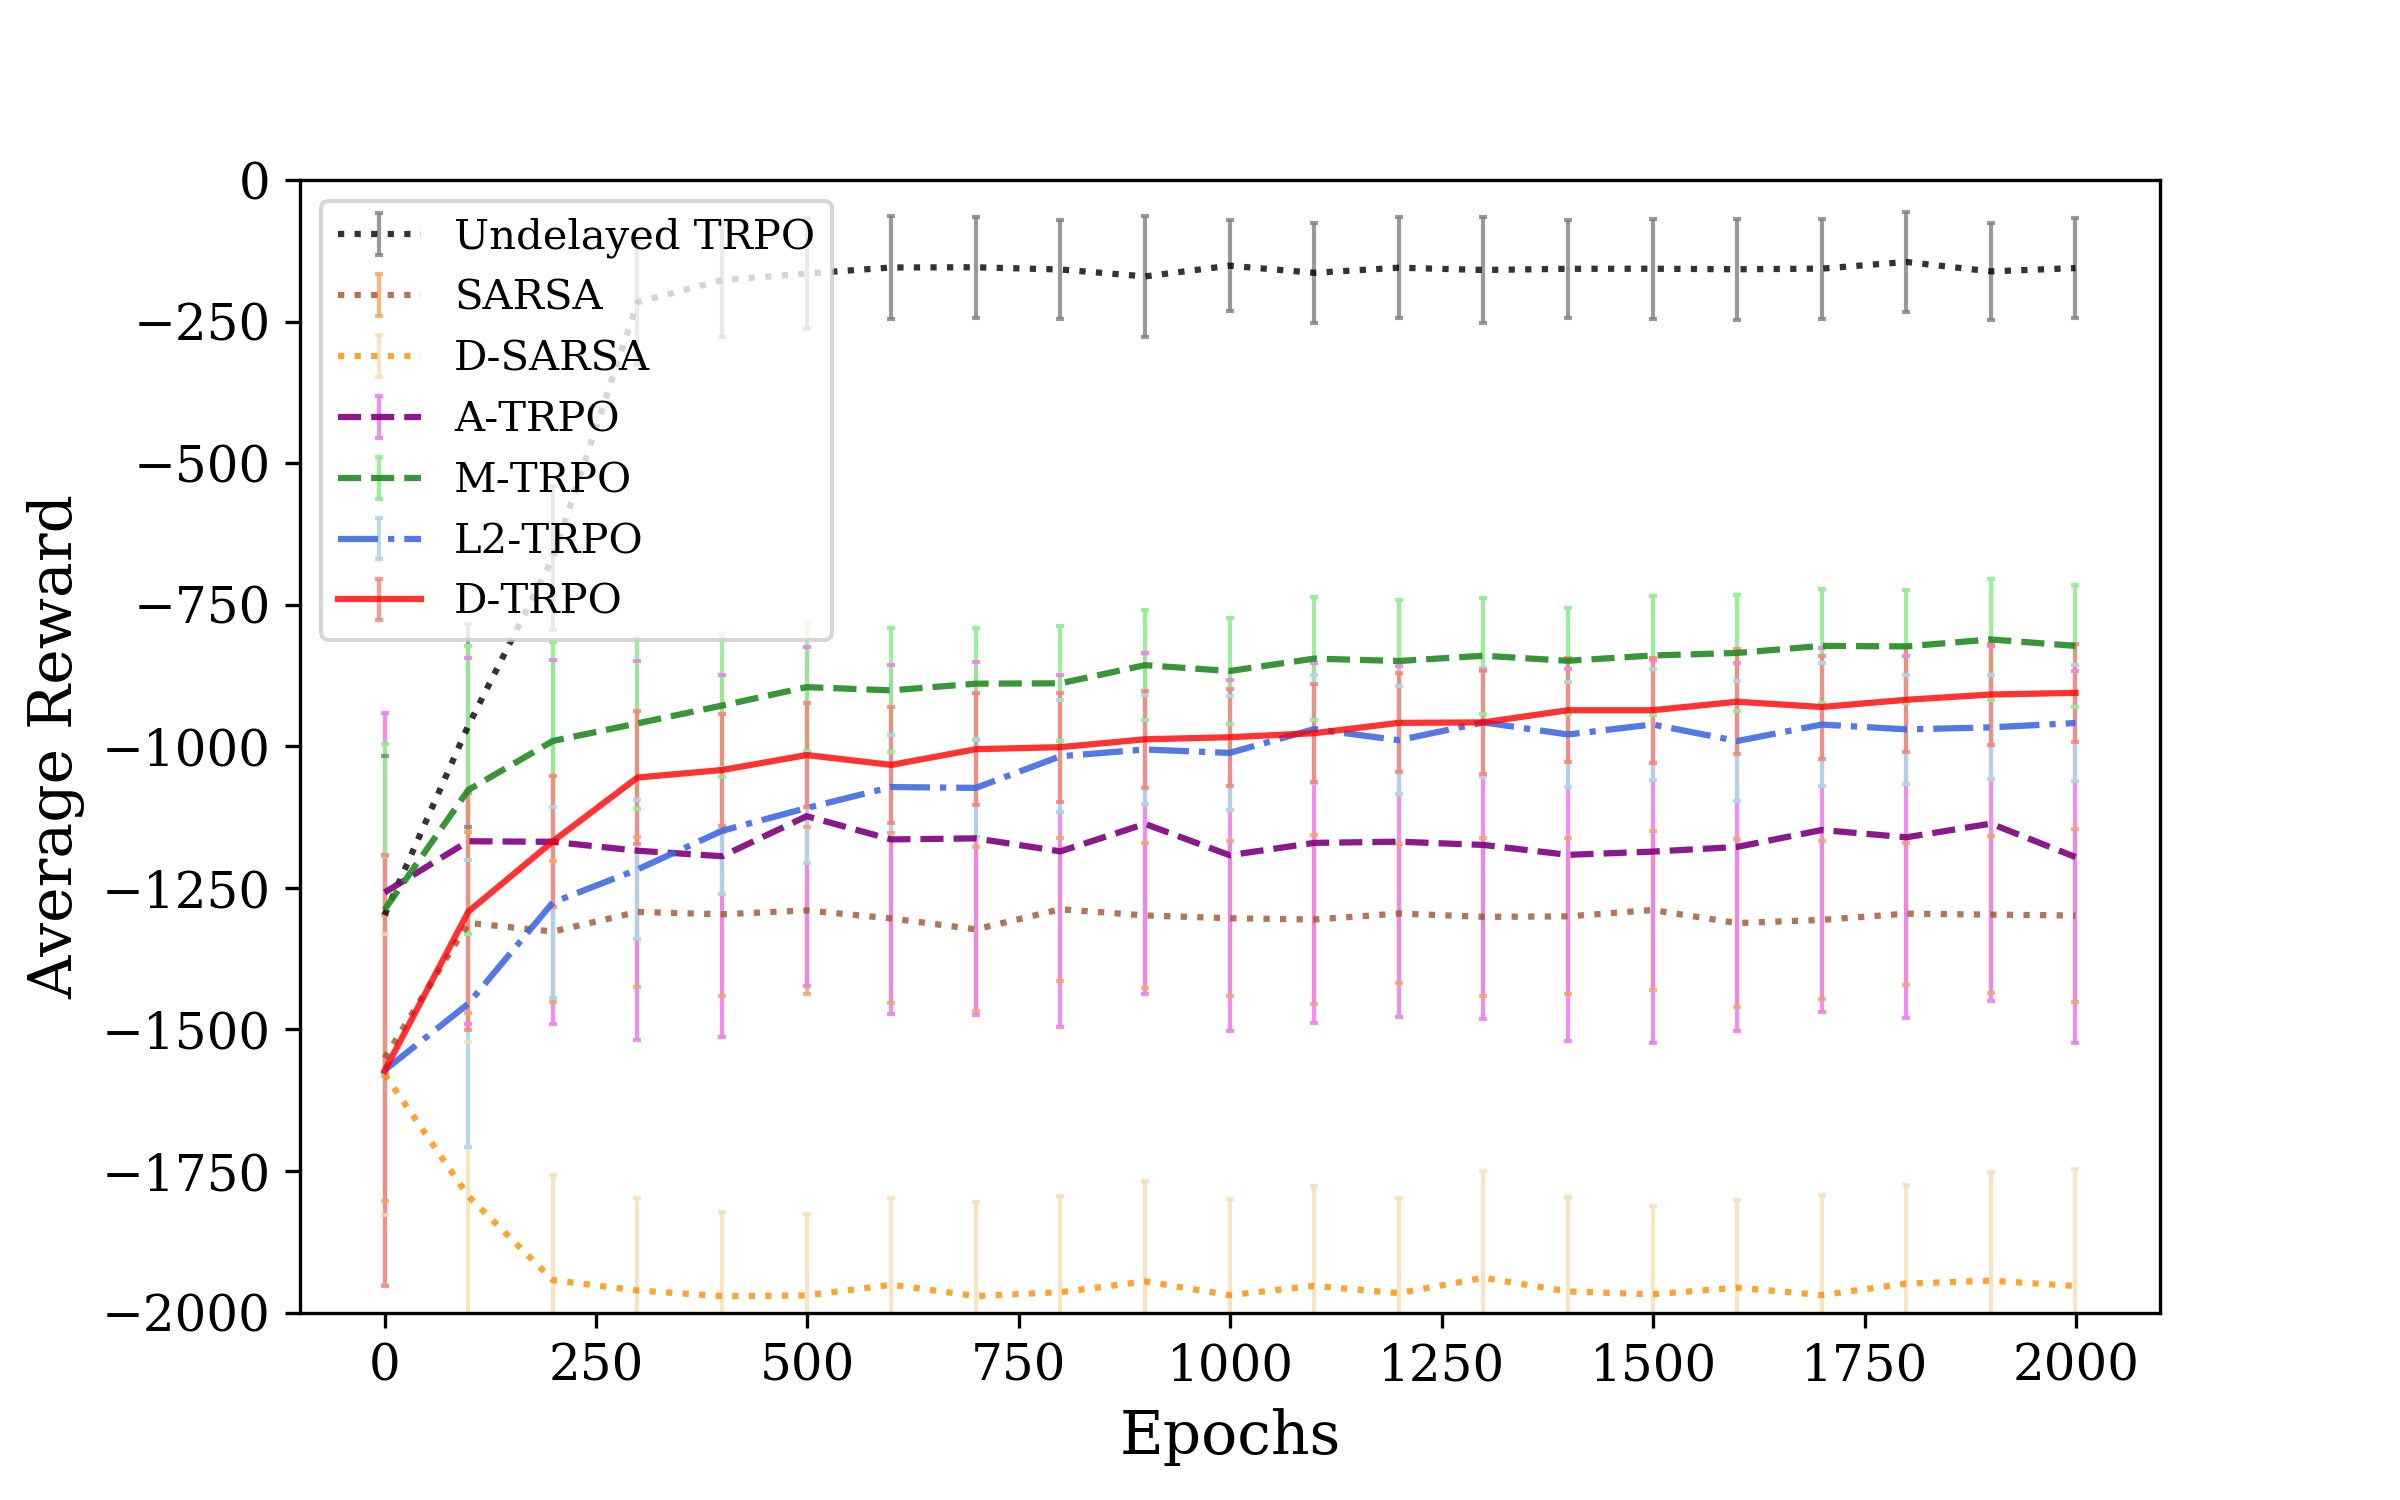 0
−250
−500
−750
−1000
−1250
−1500
−1750
−2000
Average Reward
Undelayed TRPO
SARSA
D-SARSA
A-TRPO
M-TRPO
L2-TRPO
D-TRPO
0 250 500 750 1000 1250 1500 1750 2000
Epochs